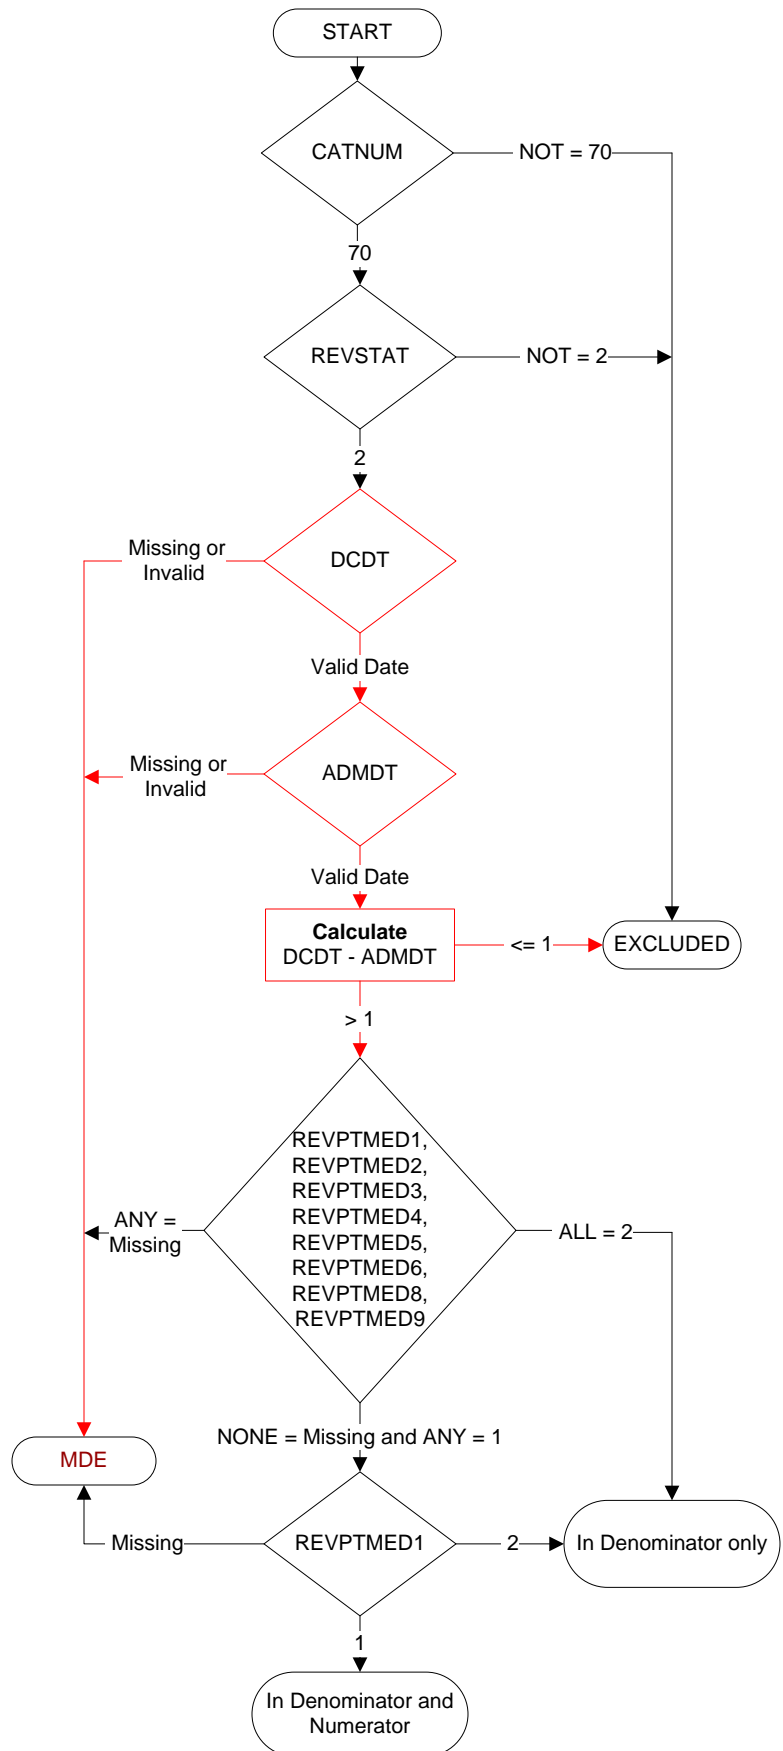 START
CATNUM
NOT = 70
70
REVSTAT
NOT = 2
2
Missing or
Invalid
DCDT
Valid Date
Missing or
Invalid
ADMDT
Valid Date
Calculate
DCDT - ADMDT
<= 1
EXCLUDED
> 1
REVPTMED1,
REVPTMED2,
REVPTMED3,
REVPTMED4,
REVPTMED5,
REVPTMED6,
REVPTMED8,
REVPTMED9
ANY =
Missing
ALL = 2
NONE = Missing and ANY = 1
MDE
Missing
REVPTMED1
2
In Denominator only
1
In Denominator and
Numerator